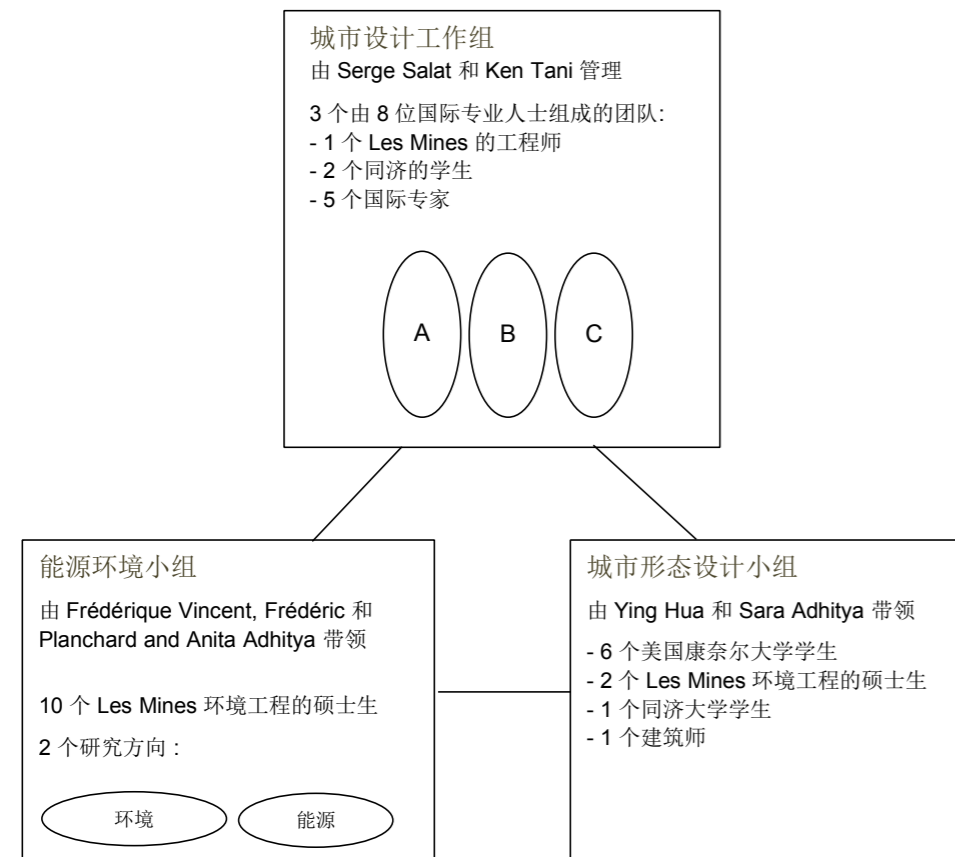 城市设计工作组
由 Serge Salat 和 Ken Tani 管理
3 个由 8 位国际专业人士组成的团队:
- 1 个 Les Mines 的工程师
- 2 个同济的学生
- 5 个国际专家
A B C
能源环境小组
由 Frédérique Vincent, Frédéric 和
Planchard and Anita Adhitya 带领
10 个 Les Mines 环境工程的硕士生
2 个研究方向 :
环境 能源
城市形态设计小组
由 Ying Hua 和 Sara Adhitya 带领
- 6 个美国康奈尔大学学生
- 2 个 Les Mines 环境工程的硕士生
- 1 个同济大学学生
- 1 个建筑师